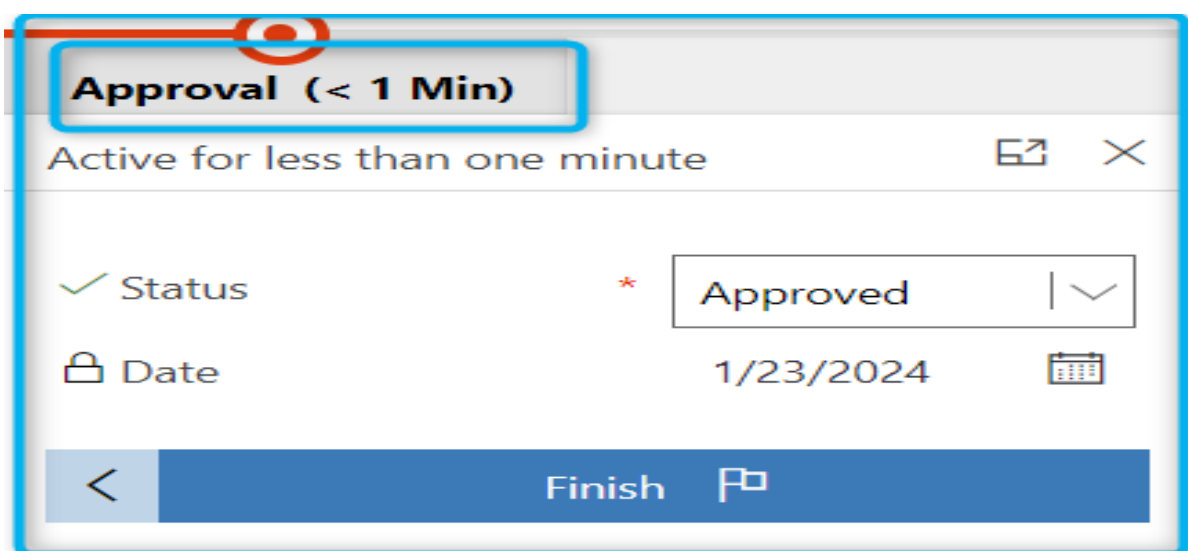 Approval (< 1 Min)
Active for less than one minute
Status * Approved
Date 1/23/2024
< Finish